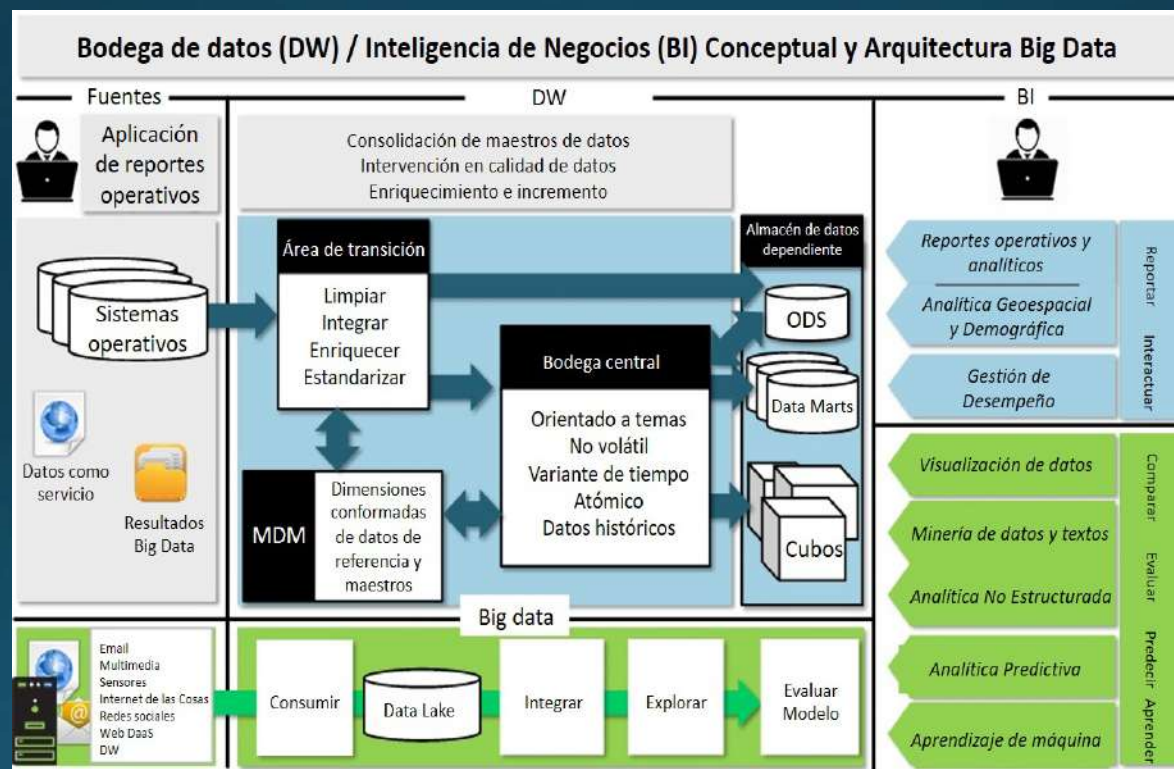 Bodega de datos (DW) / Inteligencia de Negocios (BI) Conceptual y Arquitectura Big Data
Fuentes
DW
BI
Aplicación
de reportes
operativos
Consolidación de maestros de datos
Intervención en calidad de datos
Enriquecimiento e incremento
Sistemas
operativos
Datos como
servicio
Resultados
Big Data
Área de transición
Limpiar
Integrar
Enriquecer
Estandarizar
MDM
Dimensiones
conformadas
de datos de
referencia y
maestros
Bodega central
Orientado a temas
No volátil
Variante de tiempo
Atómico
Datos históricos
Almacén de datos
dependiente
ODS
Data Marts
Cubos
Reportes operativos y
analíticos
Analítica Geoespacial
y Demográfica
Gestión de
Desempeño
Reportar
Interactuar
Visualización de datos
Minería de datos y textos
Analítica No Estructurada
Analítica Predictiva
Aprendizaje de máquina
Comparar
Evaluar
Predecir
Aprender
Big data
Email
Multimedia
Sensores
Internet de las Cosas
Redes sociales
Web DaaS
DW
Consumir
Data Lake
Integrar
Explorar
Evaluar
Modelo